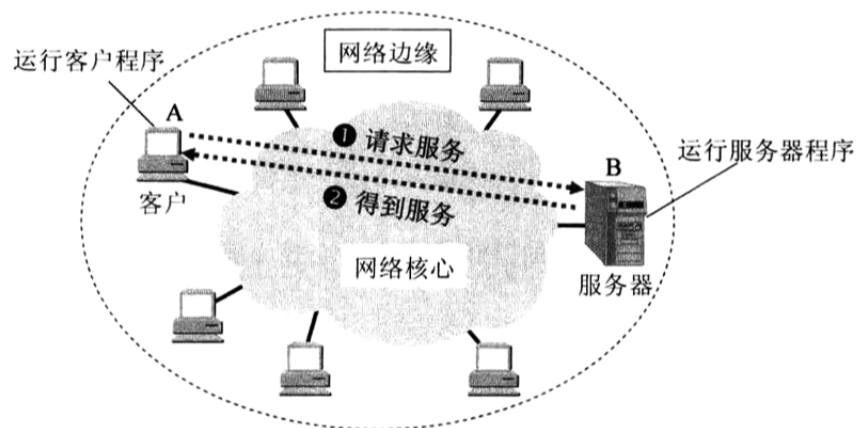 网络边缘
运行客户程序
A
❶ 请求服务
B
运行服务器程序
客户
❷ 得到服务
网络核心
服务器